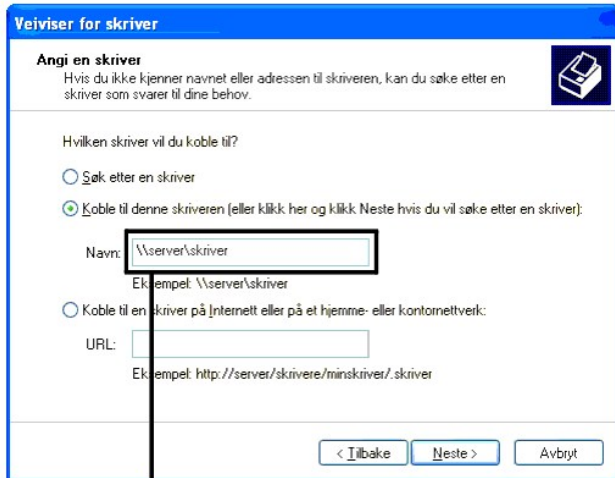 Veiviser for skriver
Angi en skriver
Hvis du ikke kjenner navnet eller adressen til skriveren, kan du søke etter en
skriver som svarer til dine behov.
Hvilken skriver vil du koble til?
Søk etter en skriver
Koble til denne skriveren (eller klikk her og klikk Neste hvis du vil søke etter en skriver):
Navn: \\server\skriver
Eksempel: \\server\skriver
Koble til en skriver på Internett eller på et hjemme- eller kontornettverk:
URL:
Eksempel: http://server/skrivere/minskriver/.skriver
< Tilbake Neste > Avbryt